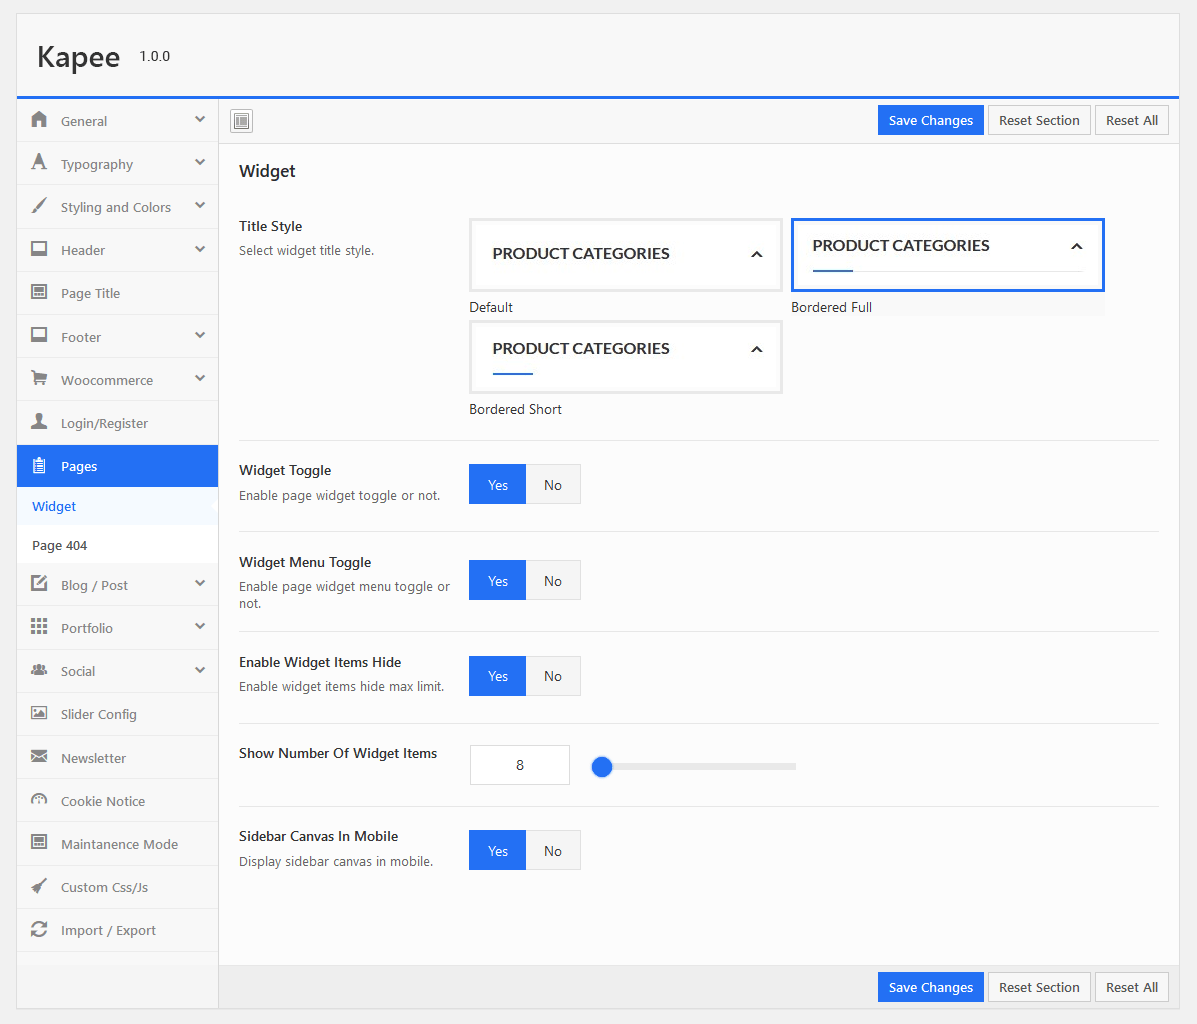 Kapee 1.0.0
General
Typography
Styling and Colors
Header
Page Title
Footer
Woocommerce
Login/Register
Pages
Widget
Page 404
Blog / Post
Portfolio
Social
Slider Config
Newsletter
Cookie Notice
Maintanence Mode
Custom Css/Js
Import / Export
Save Changes Reset Section Reset All
Widget
Title Style
Select widget title style.
PRODUCT CATEGORIES
Default
PRODUCT CATEGORIES
Bordered Full
PRODUCT CATEGORIES
Bordered Short
Widget Toggle
Enable page widget toggle or not.
Yes No
Widget Menu Toggle
Enable page widget menu toggle or
not.
Yes No
Enable Widget Items Hide
Enable widget items hide max limit.
Yes No
Show Number Of Widget Items
8
Sidebar Canvas In Mobile
Display sidebar canvas in mobile.
Yes No
Save Changes Reset Section Reset All